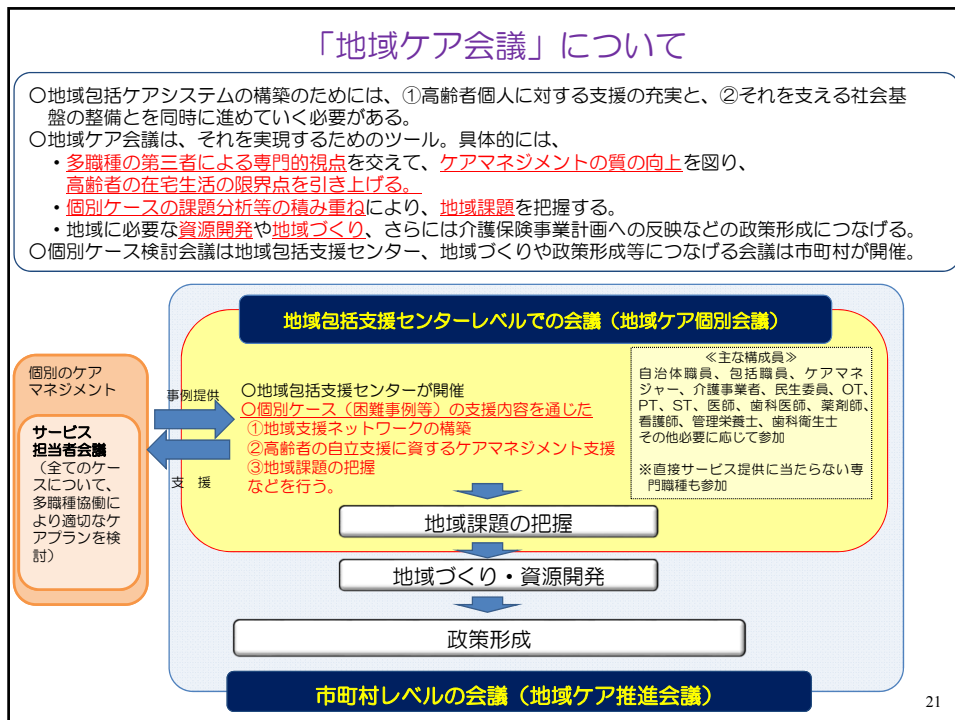 「地域ケア会議」について
○地域包括ケアシステムの構築のためには、①高齢者個人に対する支援の充実と、②それを支える社会基
盤の整備とを同時に進めていく必要がある。
○地域ケア会議は、それを実現するためのツール。具体的には、
・多職種の第三者による専門的視点を交えて、ケアマネジメントの質の向上を図り、
高齢者の在宅生活の限界点を引き上げる。
・個別ケースの課題分析等の積み重ねにより、地域課題を把握する。
・地域に必要な資源開発や地域づくり、さらには介護保険事業計画への反映などの政策形成につなげる。
○個別ケース検討会議は地域包括支援センター、地域づくりや政策形成等につなげる会議は市町村が開催。
地域包括支援センターレベルでの会議（地域ケア個別会議）
個別のケア
マネジメント
サービス
担当者会議
（全てのケー
スについて、
多職種協働に
より適切なケ
アプランを検
討）
事例提供
支　援
○地域包括支援センターが開催
○個別ケース（困難事例等）の支援内容を通じた
①地域支援ネットワークの構築
②高齢者の自立支援に資するケアマネジメント支援
③地域課題の把握
などを行う。
≪主な構成員≫
自治体職員、包括職員、ケアマネ
ジャー、介護事業者、民生委員、OT、
PT、ST、医師、歯科医師、薬剤師、
看護師、管理栄養士、歯科衛生士
その他必要に応じて参加
※直接サービス提供に当たらない専
門職種も参加
地域課題の把握
地域づくり・資源開発
政策形成
市町村レベルの会議（地域ケア推進会議）
21